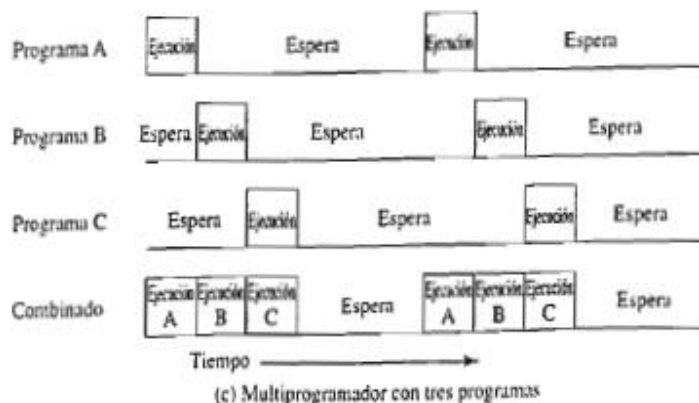 Programa A Ejecución Espera Ejecución Espera
Programa B Espera Ejecución Espera Ejecución Espera
Programa C Espera Ejecución Espera Ejecución Espera
Combinado Ejecución A Ejecución B Ejecución C Espera Ejecución A Ejecución B Ejecución C Espera
Tiempo
(c) Multiprogramador con tres programas